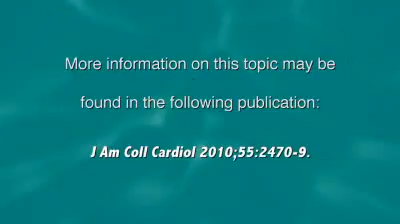 More information on this topic may be
found in the following publication:
J Am Coll Cardiol 2010;55:2470-9.